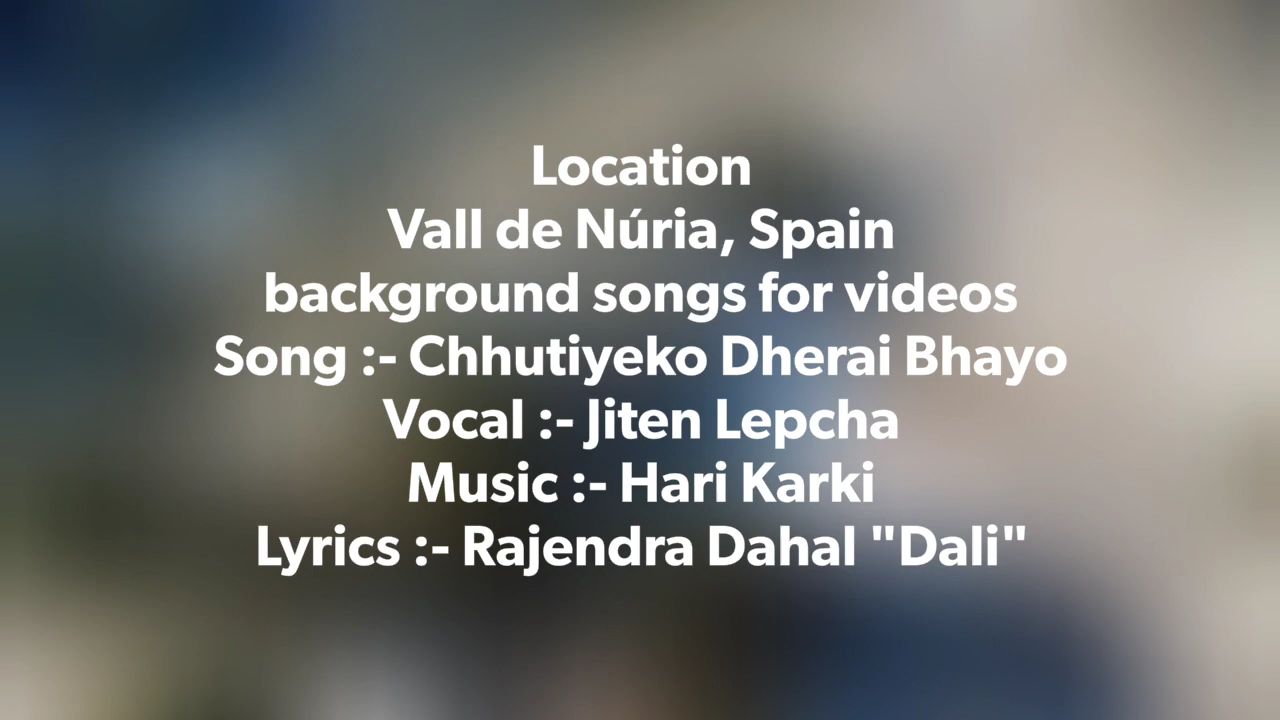 Location
Vall de Núria, Spain
background songs for videos
Song :- Chhutiyeko Dherai Bhayo
Vocal :- Jiten Lepcha
Music :- Hari Karki
Lyrics :- Rajendra Dahal "Dali"